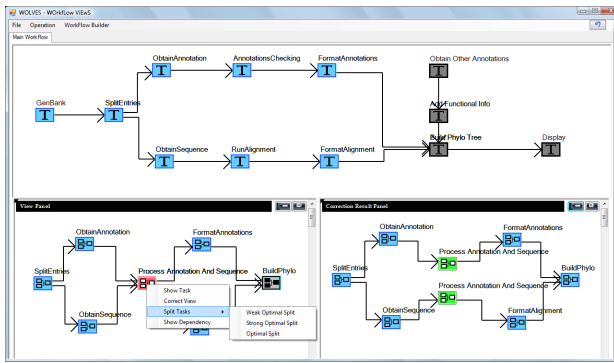 WOLVES - WOrkfLow ViEwS
File Operation Workflow Builder
Main Workflow
ObtainAnnotation AnnotationsChecking FormatAnnotations Obtain Other Annotations
T T T T
GenBank SplitEntries Add Functional Info
T T T
ObtainSequence RunAlignment FormatAlignment Build Phylo Tree Display
T T T T T
View Panel
ObtainAnnotation FormatAnnotations
SplitEntries Process Annotation And Sequence BuildPhylo
ObtainSequence
Show Task
Correct View
Split Tasks
Show Dependency
Weak Optimal Split
Strong Optimal Split
Optimal Split
Correction Result Panel
ObtainAnnotation FormatAnnotations
Process Annotation And Sequence
SplitEntries BuildPhylo
Process Annotation And Sequence
ObtainSequence FormatAlignment